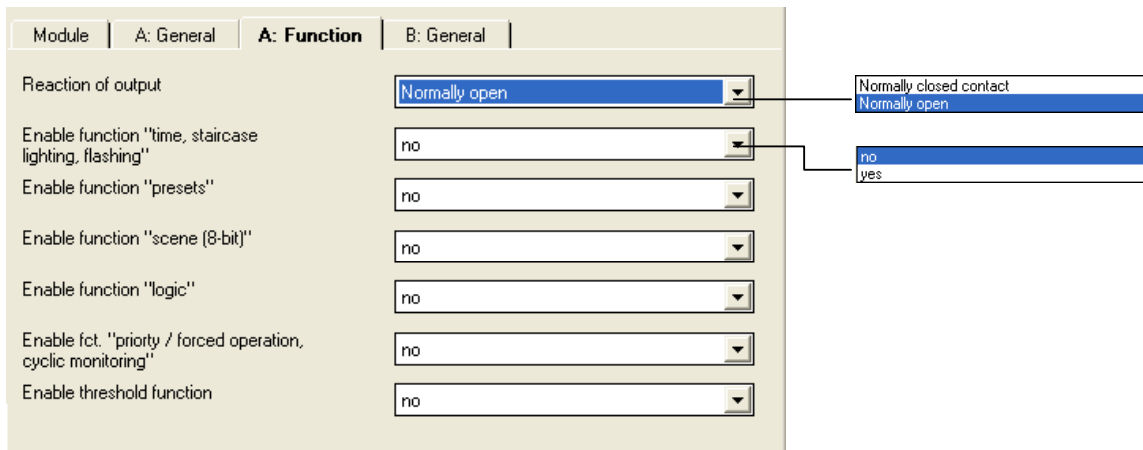 Module
A: General
A: Function
B: General
Reaction of output
Normally open
Normally closed contact
Normally open
Enable function "time, staircase
lighting, flashing"
no
no
yes
Enable function "presets"
no
Enable function "scene (8-bit)"
no
Enable function "logic"
no
Enable fct. "priorty / forced operation,
cyclic monitoring"
no
Enable threshold function
no